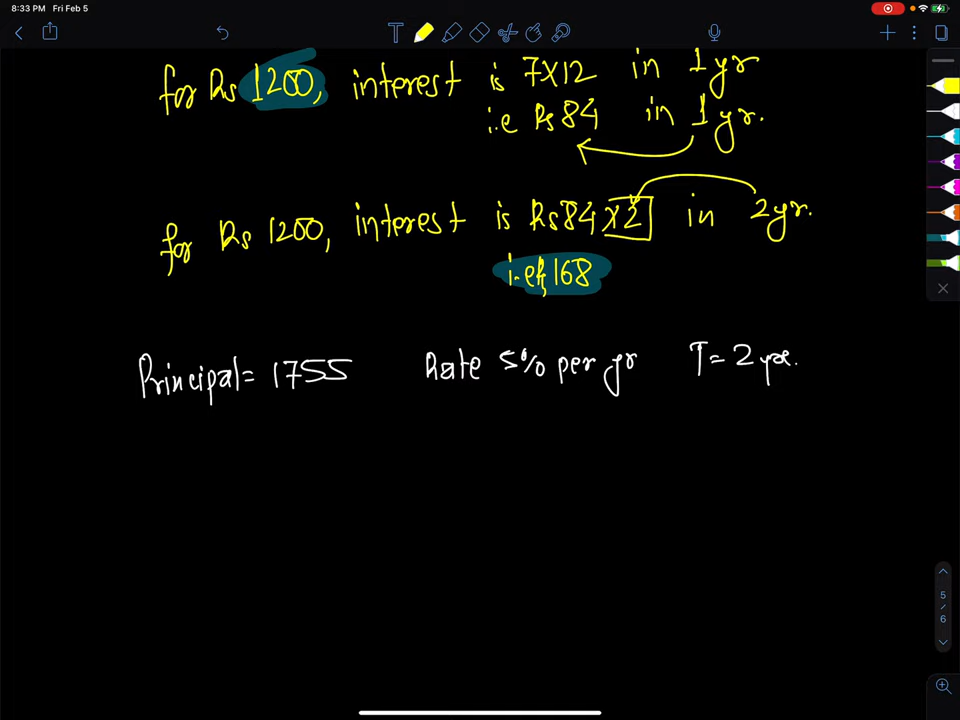 8:33 PM Fri Feb 5
for Rs 1200, interest is 7X12 in 1 yr
i.e Rs 84 in 1 yr.
for Rs 1200, interest is Rs 84 x2 in 2 yr.
168
Principal = 1755 Rate 5% per yr T = 2 yr.
5
6